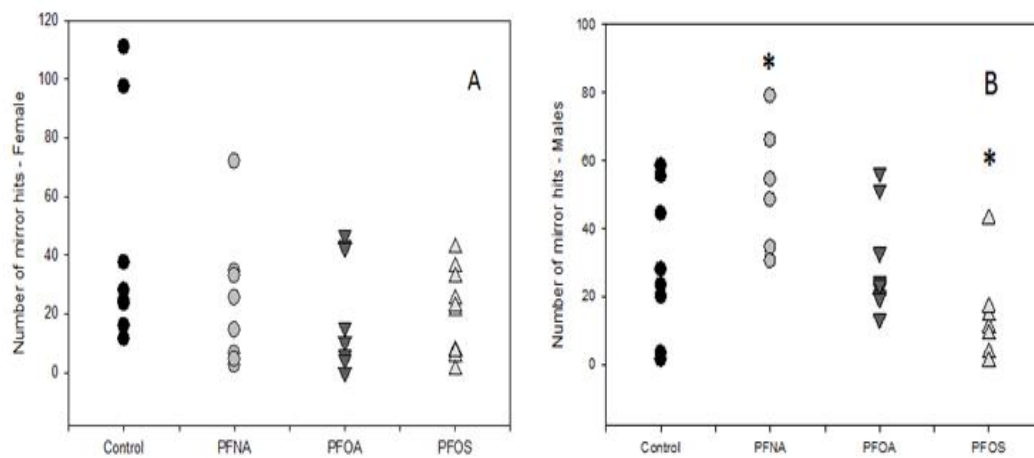 120
100
80
60
40
20
0
Number of mirror hits - Female
A
Control PFNA PFOA PFOS
100
80
60
40
20
0
Number of mirror hits - Males
*
B
*
Control PFNA PFOA PFOS